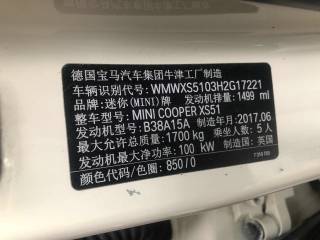 德国宝马汽车集团牛津工厂制造
车辆识别代号: WMWXS5103H2G17221
品牌: 迷你(MINI)牌 发动机排量: 1499 ml
整车型号: MINI COOPER XS51
发动机型号: B38A15A 制造年月: 2017.06
最大允许总质量: 1700 kg 乘坐人数: 5 人
发动机最大净功率: 100 kW 制造国: 英国
颜色代号/色圈: 850/0